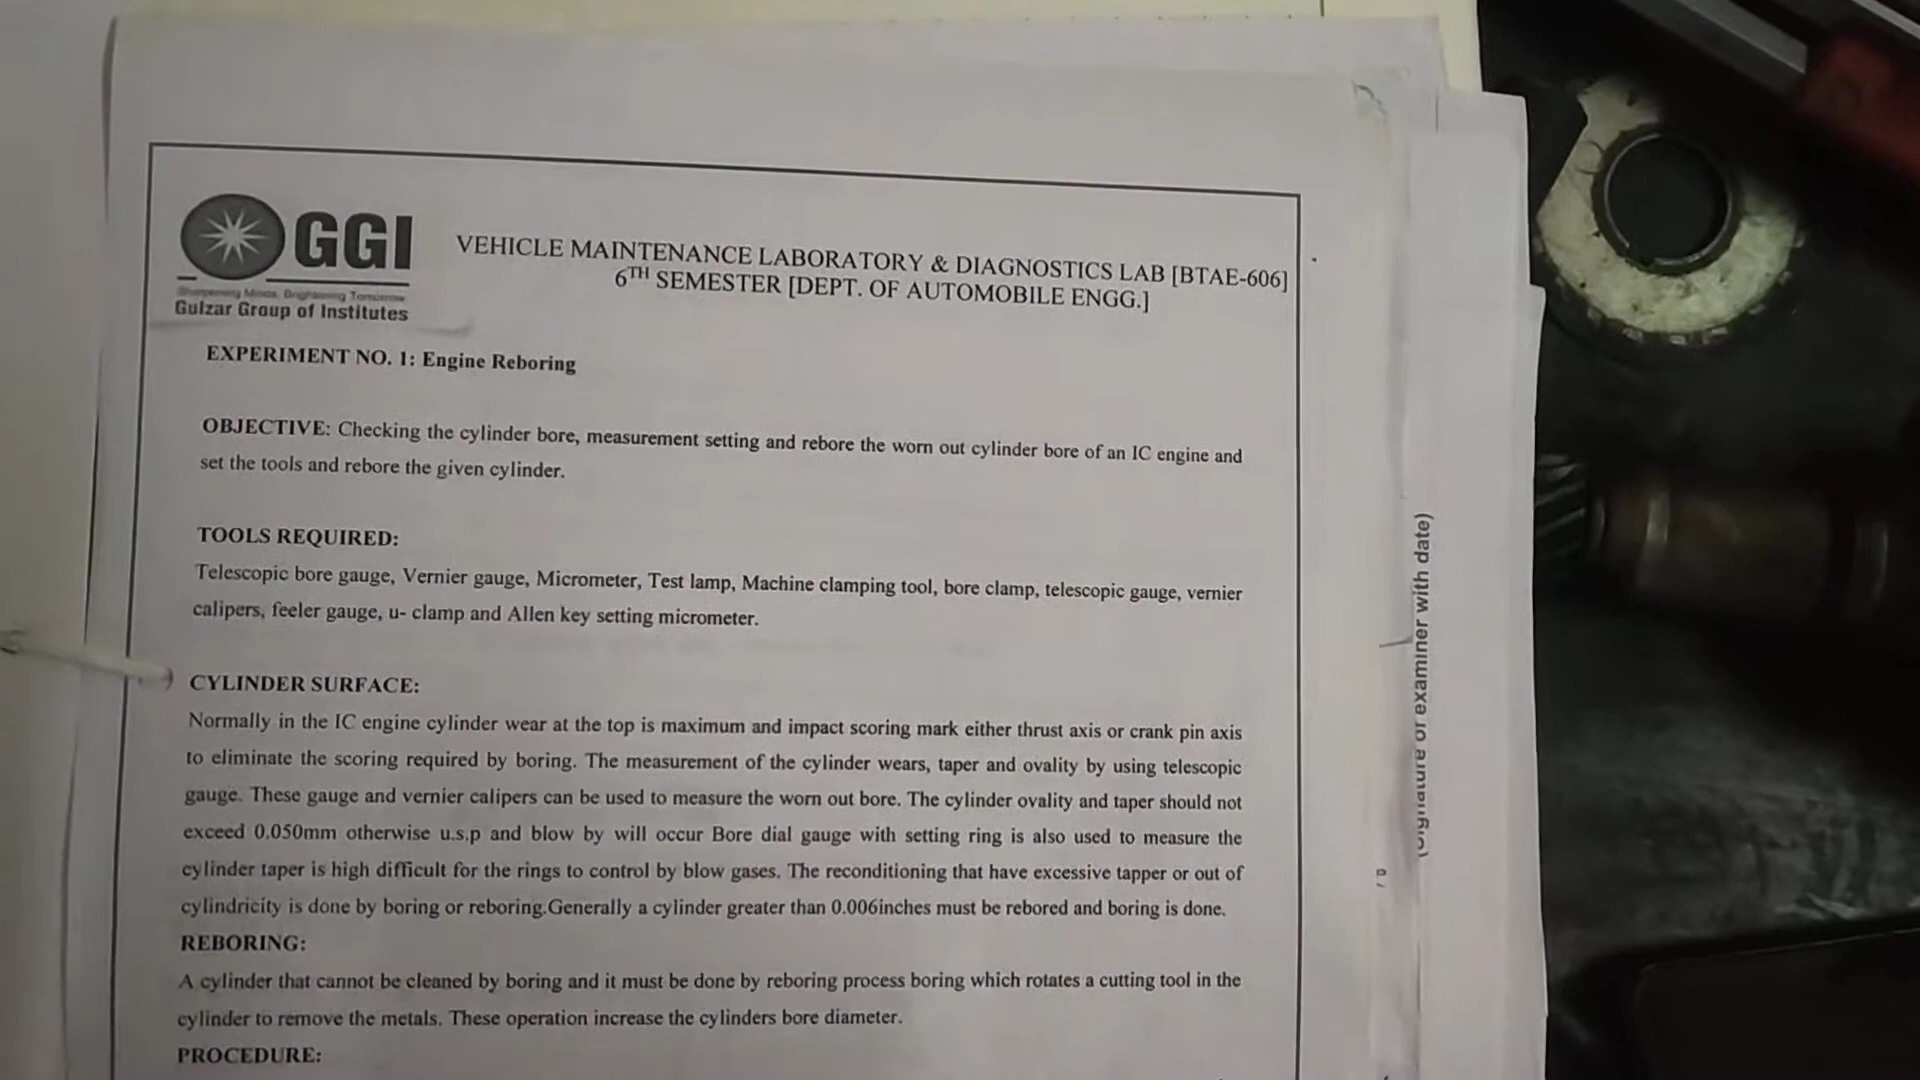 GGI
Sharpening Minds. Brightening Tomorrow
Gulzar Group of Institutes
VEHICLE MAINTENANCE LABORATORY & DIAGNOSTICS LAB [BTAE-606]
6TH SEMESTER [DEPT. OF AUTOMOBILE ENGG.]
EXPERIMENT NO. 1: Engine Reboring
OBJECTIVE: Checking the cylinder bore, measurement setting and rebore the worn out cylinder bore of an IC engine and
set the tools and rebore the given cylinder.
TOOLS REQUIRED:
Telescopic bore gauge, Vernier gauge, Micrometer, Test lamp, Machine clamping tool, bore clamp, telescopic gauge, vernier
calipers, feeler gauge, u- clamp and Allen key setting micrometer.
CYLINDER SURFACE:
Normally in the IC engine cylinder wear at the top is maximum and impact scoring mark either thrust axis or crank pin axis
to eliminate the scoring required by boring. The measurement of the cylinder wears, taper and ovality by using telescopic
gauge. These gauge and vernier calipers can be used to measure the worn out bore. The cylinder ovality and taper should not
exceed 0.050mm otherwise u.s.p and blow by will occur Bore dial gauge with setting ring is also used to measure the
cylinder taper is high difficult for the rings to control by blow gases. The reconditioning that have excessive tapper or out of
cylindricity is done by boring or reboring.Generally a cylinder greater than 0.006inches must be rebored and boring is done.
REBORING:
A cylinder that cannot be cleaned by boring and it must be done by reboring process boring which rotates a cutting tool in the
cylinder to remove the metals. These operation increase the cylinders bore diameter.
PROCEDURE:
(Signature of examiner with date)